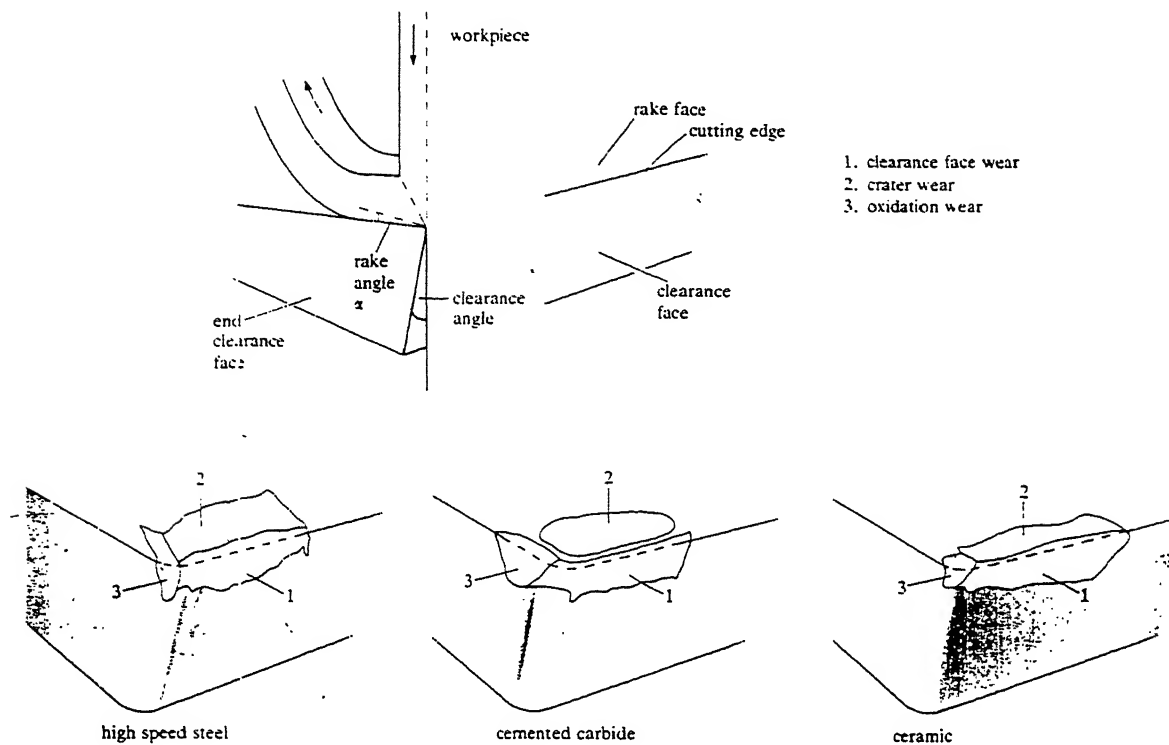 workpiece
rake face
cutting edge
1. clearance face wear
2. crater wear
3. oxidation wear
rake
angle
α
clearance
angle
end
clearance
face
clearance
face
2
3
1
high speed steel
2
3
1
cemented carbide
2
3
1
ceramic